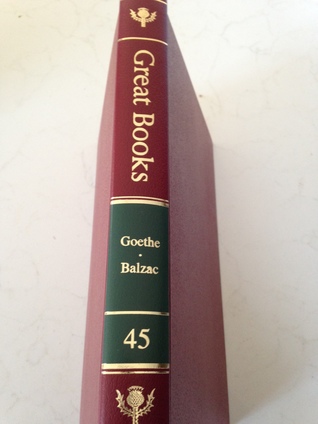 Great Books
Goethe
·
Balzac
45